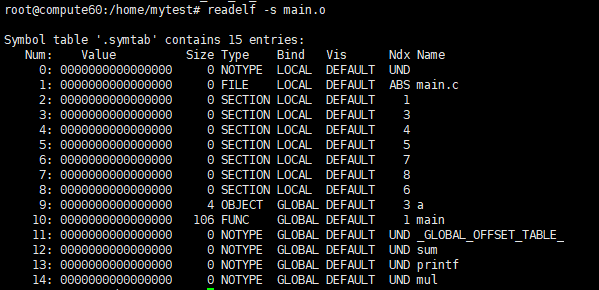 root@compute60:/home/mytest# readelf -s main.o
Symbol table '.symtab' contains 15 entries:
Num: Value Size Type Bind Vis Ndx Name
0: 0000000000000000 0 NOTYPE LOCAL DEFAULT UND
1: 0000000000000000 0 FILE LOCAL DEFAULT ABS main.c
2: 0000000000000000 0 SECTION LOCAL DEFAULT 1
3: 0000000000000000 0 SECTION LOCAL DEFAULT 3
4: 0000000000000000 0 SECTION LOCAL DEFAULT 4
5: 0000000000000000 0 SECTION LOCAL DEFAULT 5
6: 0000000000000000 0 SECTION LOCAL DEFAULT 7
7: 0000000000000000 0 SECTION LOCAL DEFAULT 8
8: 0000000000000000 0 SECTION LOCAL DEFAULT 6
9: 0000000000000000 4 OBJECT GLOBAL DEFAULT 3 a
10: 0000000000000000 106 FUNC GLOBAL DEFAULT 1 main
11: 0000000000000000 0 NOTYPE GLOBAL DEFAULT UND _GLOBAL_OFFSET_TABLE_
12: 0000000000000000 0 NOTYPE GLOBAL DEFAULT UND sum
13: 0000000000000000 0 NOTYPE GLOBAL DEFAULT UND printf
14: 0000000000000000 0 NOTYPE GLOBAL DEFAULT UND mul